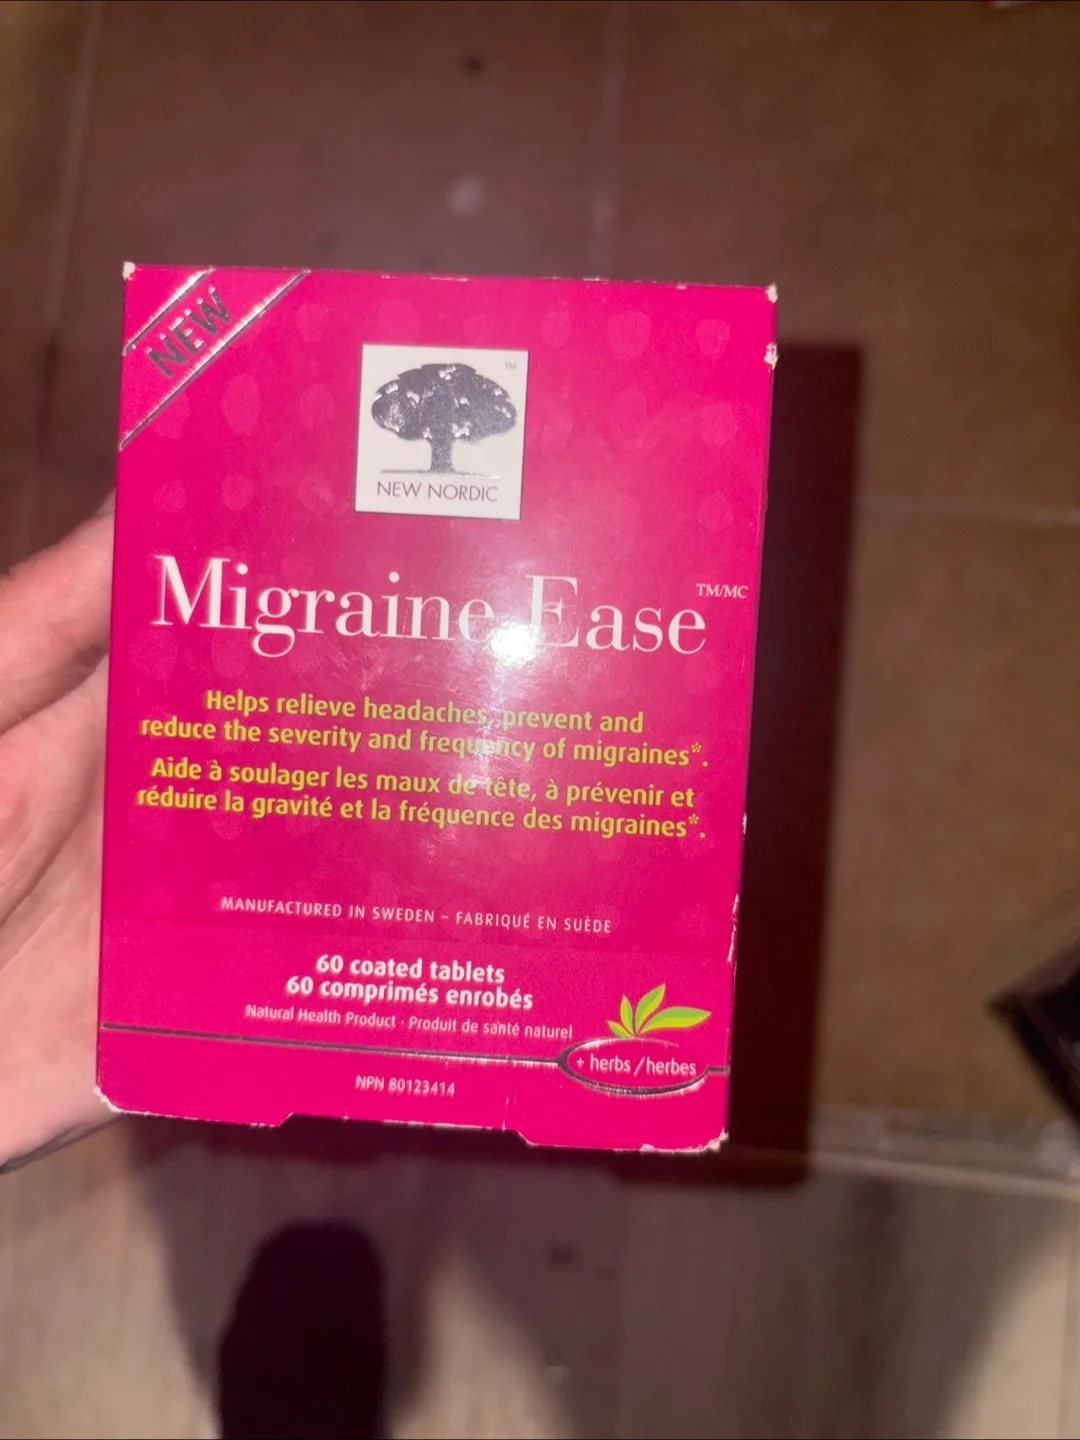 NEW
TM
NEW NORDIC
Migraine Ease TM/MC
Helps relieve headaches, prevent and
reduce the severity and frequency of migraines*.
Aide à soulager les maux de tête, à prévenir et
réduire la gravité et la fréquence des migraines*.
MANUFACTURED IN SWEDEN – FABRIQUÉ EN SUÈDE
60 coated tablets
60 comprimés enrobés
Natural Health Product · Produit de santé naturel
+ herbs / herbes
NPN 80123414